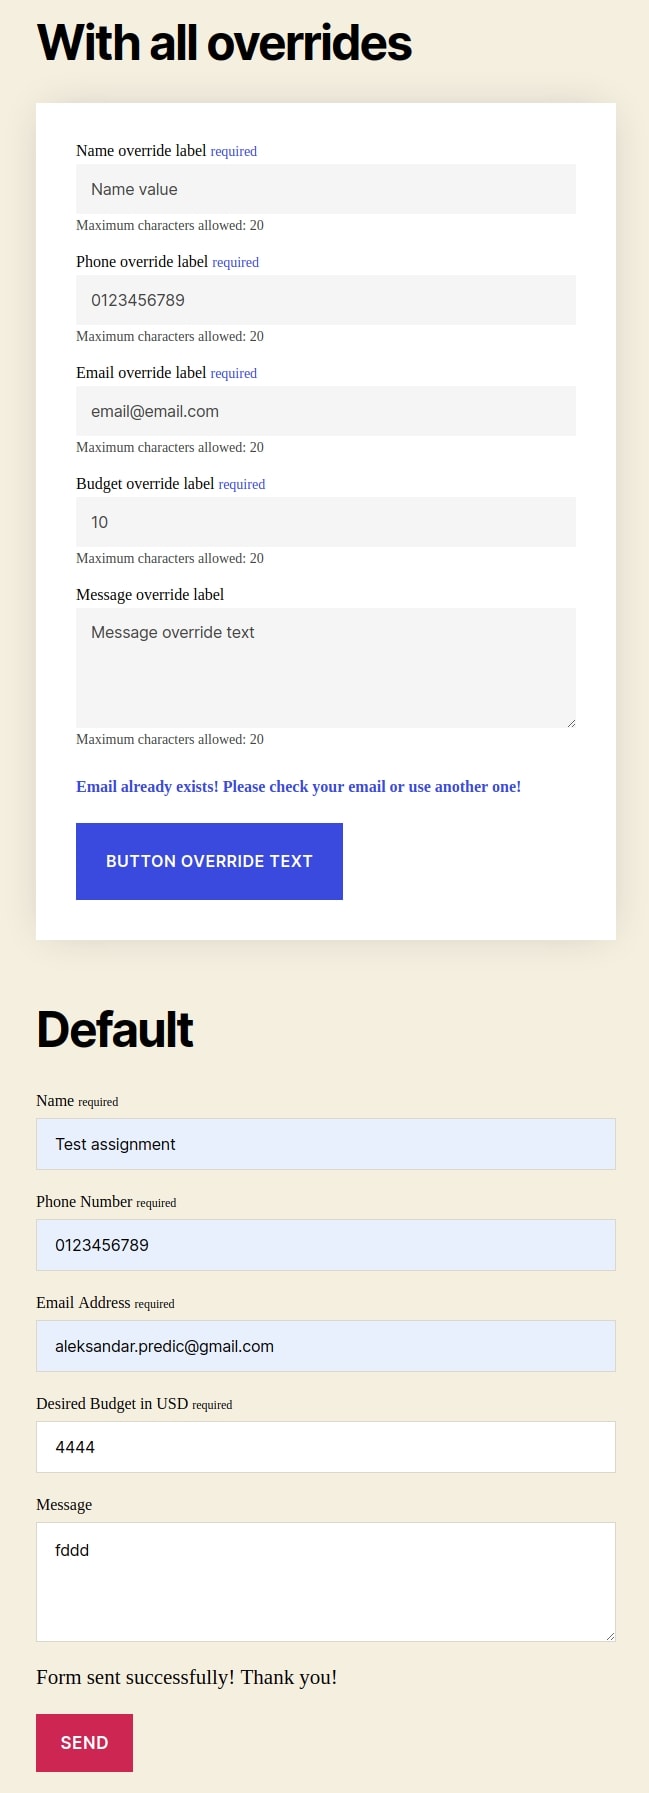 With all overrides
Name override label required
Name value
Maximum characters allowed: 20
Phone override label required
0123456789
Maximum characters allowed: 20
Email override label required
email@email.com
Maximum characters allowed: 20
Budget override label required
10
Maximum characters allowed: 20
Message override label
Message override text
Maximum characters allowed: 20
Email already exists! Please check your email or use another one!
BUTTON OVERRIDE TEXT
Default
Name required
Test assignment
Phone Number required
0123456789
Email Address required
aleksandar.predic@gmail.com
Desired Budget in USD required
4444
Message
fddd
Form sent successfully! Thank you!
SEND